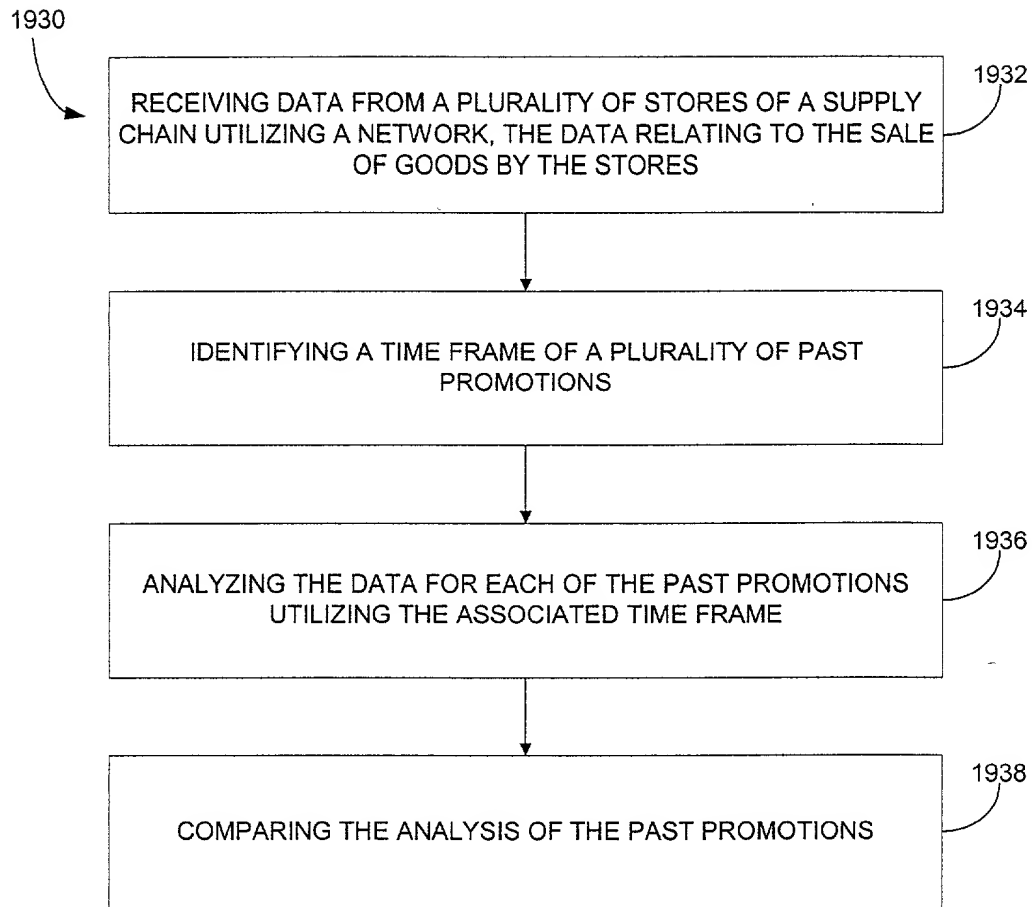 1930
1932
RECEIVING DATA FROM A PLURALITY OF STORES OF A SUPPLY
CHAIN UTILIZING A NETWORK, THE DATA RELATING TO THE SALE
OF GOODS BY THE STORES
1934
IDENTIFYING A TIME FRAME OF A PLURALITY OF PAST
PROMOTIONS
1936
ANALYZING THE DATA FOR EACH OF THE PAST PROMOTIONS
UTILIZING THE ASSOCIATED TIME FRAME
1938
COMPARING THE ANALYSIS OF THE PAST PROMOTIONS